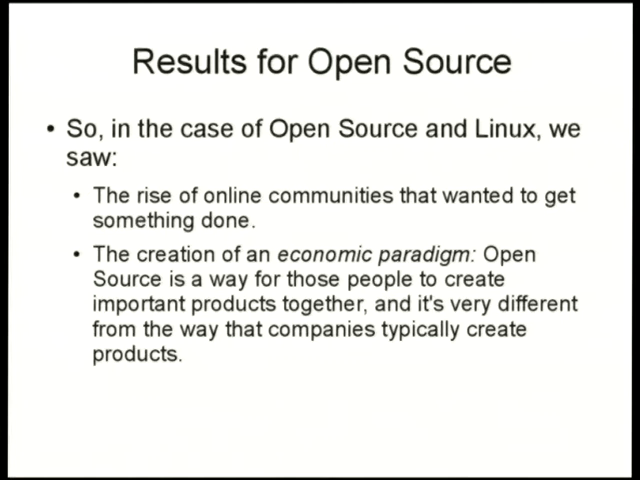 Results for Open Source
• So, in the case of Open Source and Linux, we
saw:
• The rise of online communities that wanted to get
something done.
• The creation of an economic paradigm: Open
Source is a way for those people to create
important products together, and it's very different
from the way that companies typically create
products.